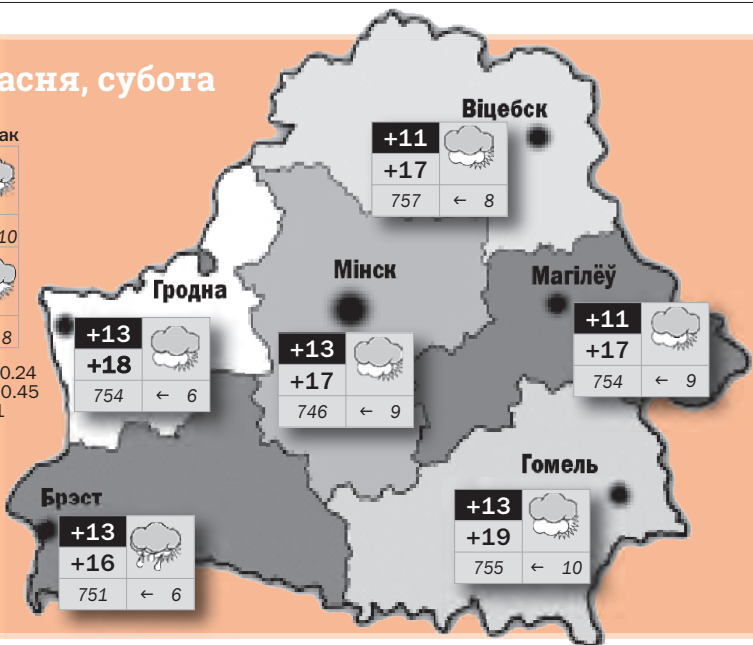 асня, субота
ак
10
8
0.24
0.45
Віцебск
+11
+17
757 ← 8
Мінск
+13
+17
746 ← 9
Магілёў
+11
+17
754 ← 9
Гродна
+13
+18
754 ← 6
Гомель
+13
+19
755 ← 10
Брэст
+13
+16
751 ← 6